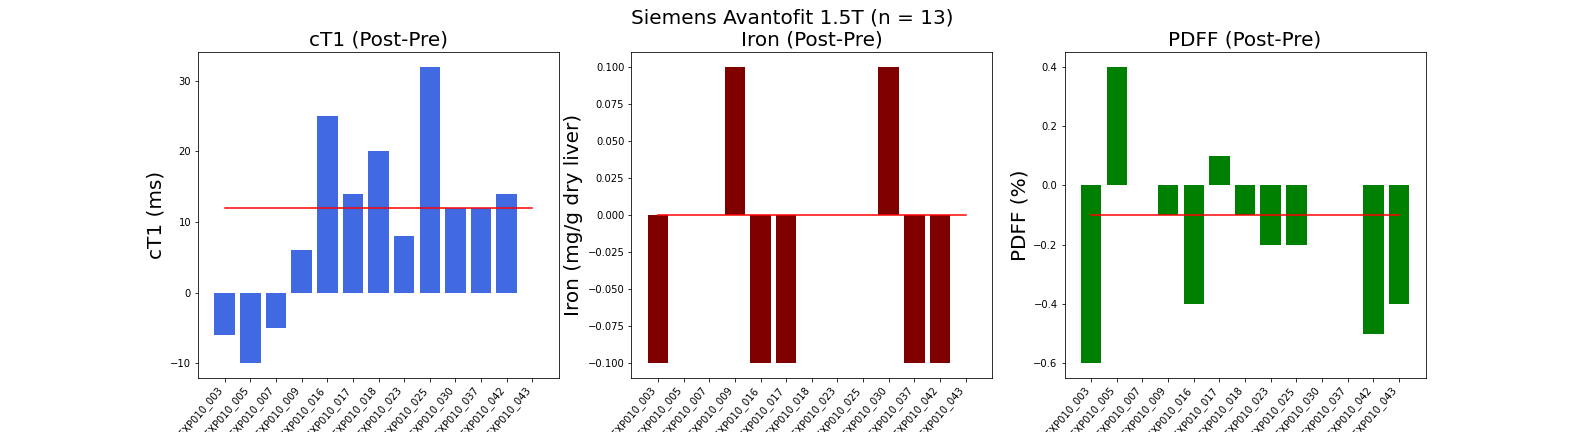 Siemens Avantofit 1.5T (n = 13)
cT1 (Post-Pre)
cT1 (ms)
30
20
10
0
−10
EXP010_003
EXP010_005
EXP010_007
EXP010_009
EXP010_016
EXP010_017
EXP010_018
EXP010_023
EXP010_025
EXP010_030
EXP010_037
EXP010_042
EXP010_043
Iron (Post-Pre)
Iron (mg/g dry liver)
0.100
0.075
0.050
0.025
0.000
−0.025
−0.050
−0.075
−0.100
EXP010_003
EXP010_005
EXP010_007
EXP010_009
EXP010_016
EXP010_017
EXP010_018
EXP010_023
EXP010_025
EXP010_030
EXP010_037
EXP010_042
EXP010_043
PDFF (Post-Pre)
PDFF (%)
0.4
0.2
0.0
−0.2
−0.4
−0.6
EXP010_003
EXP010_005
EXP010_007
EXP010_009
EXP010_016
EXP010_017
EXP010_018
EXP010_023
EXP010_025
EXP010_030
EXP010_037
EXP010_042
EXP010_043